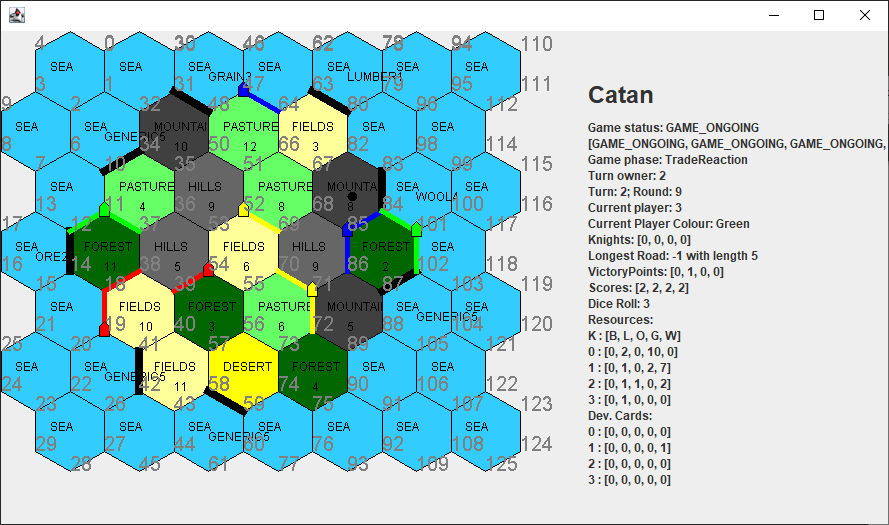 4 0 30 46 62 78 94 110
SEA SEA SEA SEA SEA SEA SEA
GRAIN3 LUMBER4
3 1 31 47 63 79 95 111
9 2 32 48 64 80 96 112
SEA SEA MOUNTAI PASTURE FIELDS SEA SEA
GENERIC5
10 12 3
8 6 34 50 66 82 98 114
7 5 33 51 67 83 99 115
10
SEA PASTURE HILLS PASTURE MOUNTA SEA SEA
WOOL4
4 9 8 8
13 11 36 52 68 84 100 116
17 12 35 53 69 85 101 117
SEA FOREST HILLS FIELDS HILLS FOREST SEA
ORE2
11 5 6 9 2
16 15 38 54 70 86 102 118
14 18 37 55 71 87 103 119
SEA FIELDS FOREST PASTURE MOUNTAIN SEA SEA
GENERIC5
10 3 6 5
21 19 40 56 72 88 104 120
25 20 41 57 73 89 105 121
SEA SEA FIELDS DESERT FOREST SEA SEA
GENERIC5
11 4
24 22 42 58 74 90 106 122
23 26 43 59 75 91 107 123
SEA SEA SEA SEA SEA SEA SEA
GENERIC5
29 27 44 60 76 92 108 124
28 45 61 77 93 109 125
Catan
Game status: GAME_ONGOING
[GAME_ONGOING, GAME_ONGOING, GAME_ONGOING,
Game phase: TradeReaction
Turn owner: 2
Turn: 2; Round: 9
Current player: 3
Current Player Colour: Green
Knights: [0, 0, 0, 0]
Longest Road: -1 with length 5
VictoryPoints: [0, 1, 0, 0]
Scores: [2, 2, 2, 2]
Dice Roll: 3
Resources:
K : [B, L, O, G, W]
0 : [0, 2, 0, 10, 0]
1 : [0, 1, 0, 2, 7]
2 : [0, 1, 1, 0, 2]
3 : [0, 1, 0, 0, 0]
Dev. Cards:
0 : [0, 0, 0, 0, 0]
1 : [0, 0, 0, 0, 1]
2 : [0, 0, 0, 0, 0]
3 : [0, 0, 0, 0, 0]